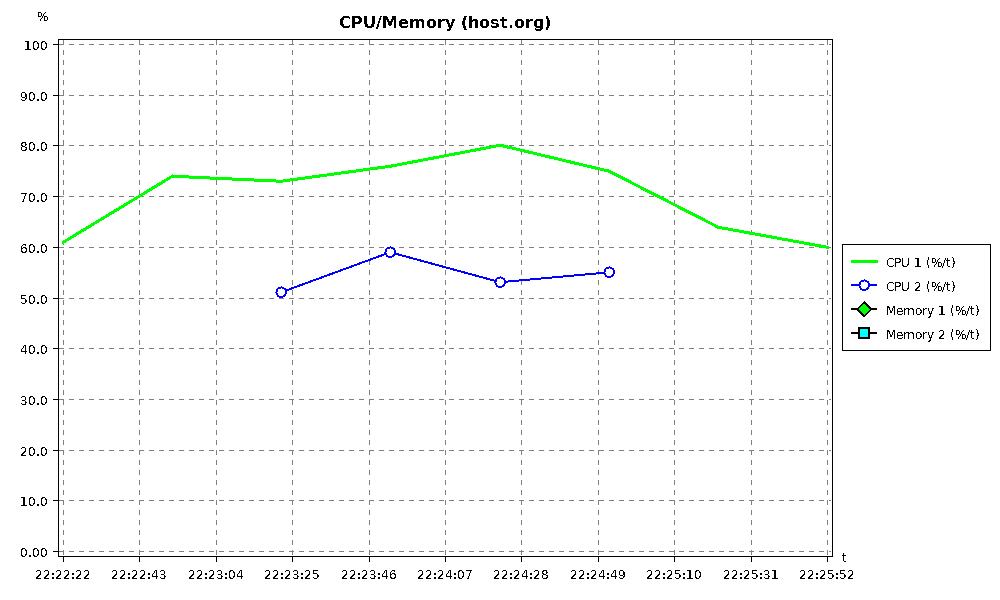 %
CPU/Memory (host.org)
100
90.0
80.0
70.0
60.0
50.0
40.0
30.0
20.0
10.0
0.00
t
22:22:22 22:22:43 22:23:04 22:23:25 22:23:46 22:24:07 22:24:28 22:24:49 22:25:10 22:25:31 22:25:52
CPU 1 (%/t)
CPU 2 (%/t)
Memory 1 (%/t)
Memory 2 (%/t)